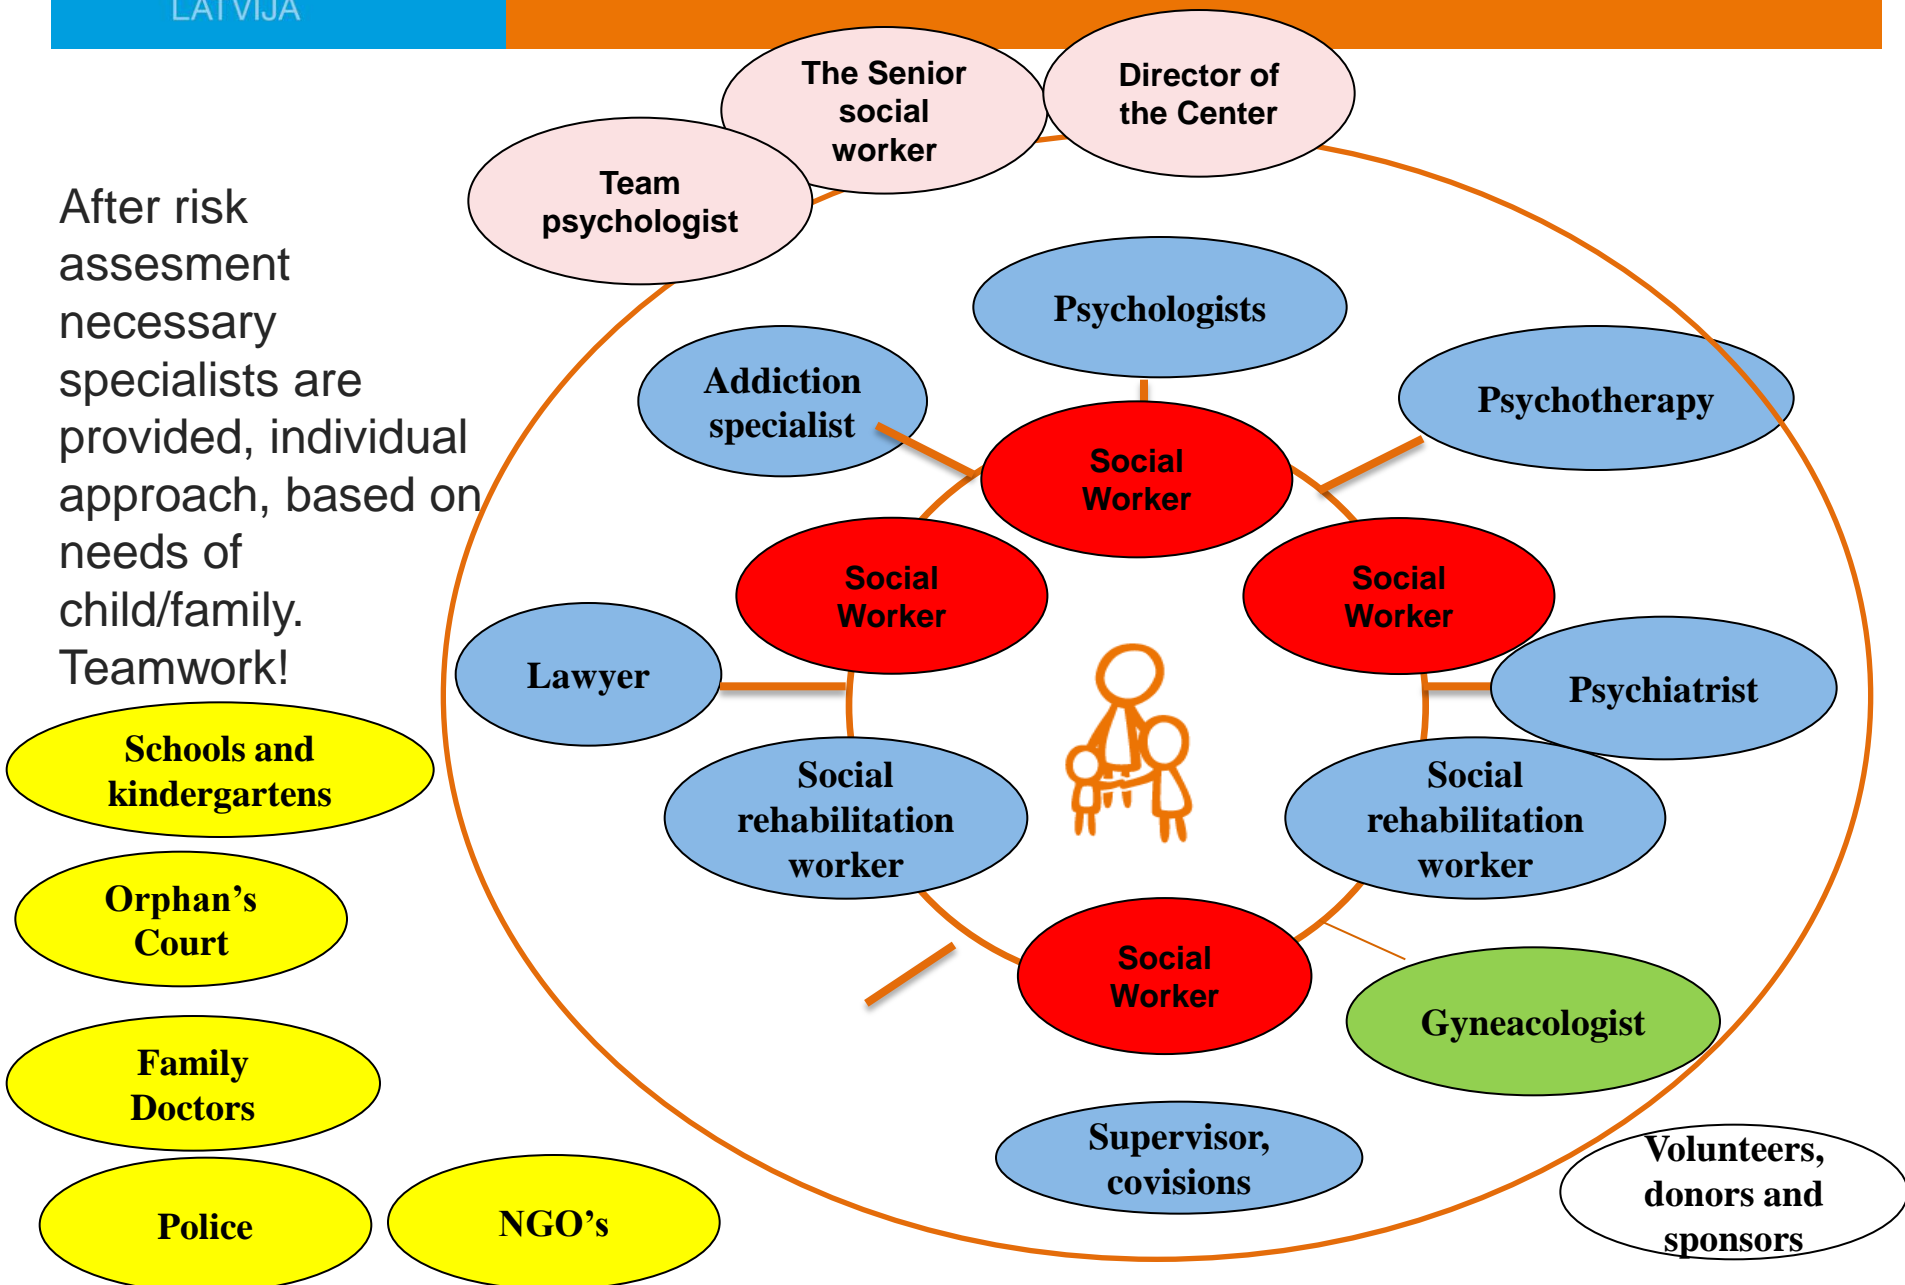 LATVIJA
The Senior
social
worker
Director of
the Center
Team
psychologist
After risk
assesment
necessary
specialists are
provided, individual
approach, based on
needs of
child/family.
Teamwork!
Psychologists
Addiction
specialist
Psychotherapy
Social
Worker
Social
Worker
Social
Worker
Lawyer
Psychiatrist
Schools and
kindergartens
Social
rehabilitation
worker
Social
rehabilitation
worker
Orphan’s
Court
Social
Worker
Gyneacologist
Family
Doctors
Supervisor,
covisions
Volunteers,
donors and
sponsors
Police
NGO’s